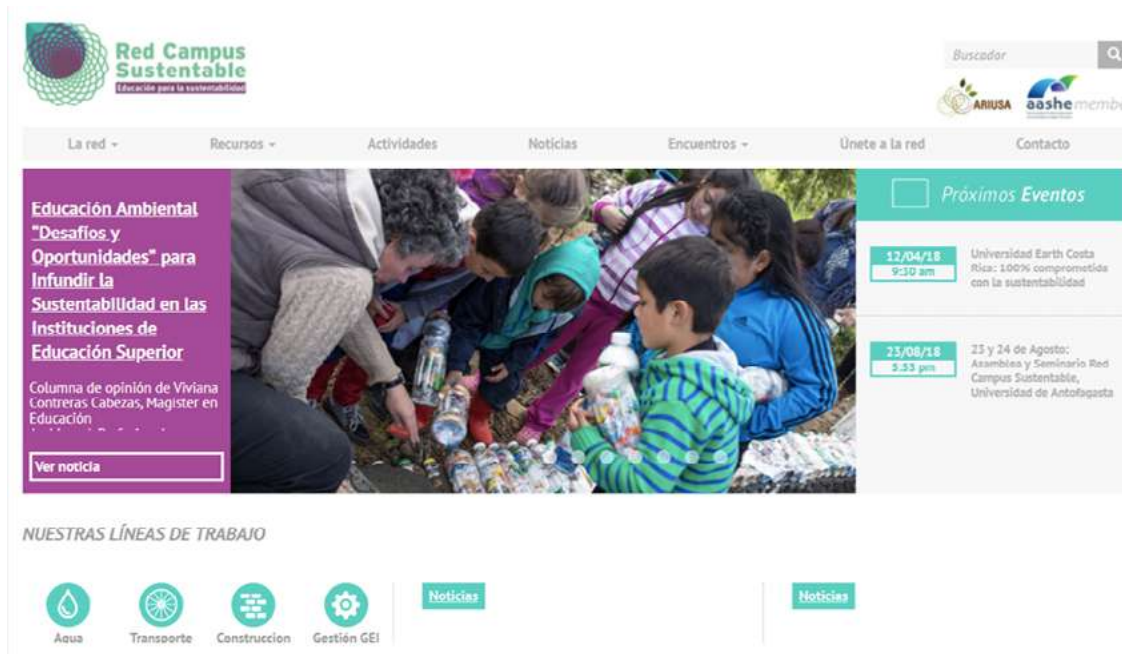 Red Campus
Sustentable
Educación para la sustentabilidad
Buscador
ARIUSA
aashe member
La red
Recursos
Actividades
Noticias
Encuentros
Únete a la red
Contacto
Educación Ambiental
"Desafíos y
Oportunidades" para
Infundir la
Sustentabilidad en las
Instituciones de
Educación Superior
Columna de opinión de Viviana
Contreras Cabezas, Magister en
Educación
Ver noticia
Próximos Eventos
12/04/18
9:30 am
Universidad Earth Costa
Rica: 100% comprometida
con la sustentabilidad
23/08/18
5:33 pm
23 y 24 de Agosto:
Asamblea y Seminario Red
Campus Sustentable,
Universidad de Antofagasta
NUESTRAS LÍNEAS DE TRABAJO
Agua
Transporte
Construccion
Gestión GEI
Noticias
Noticias